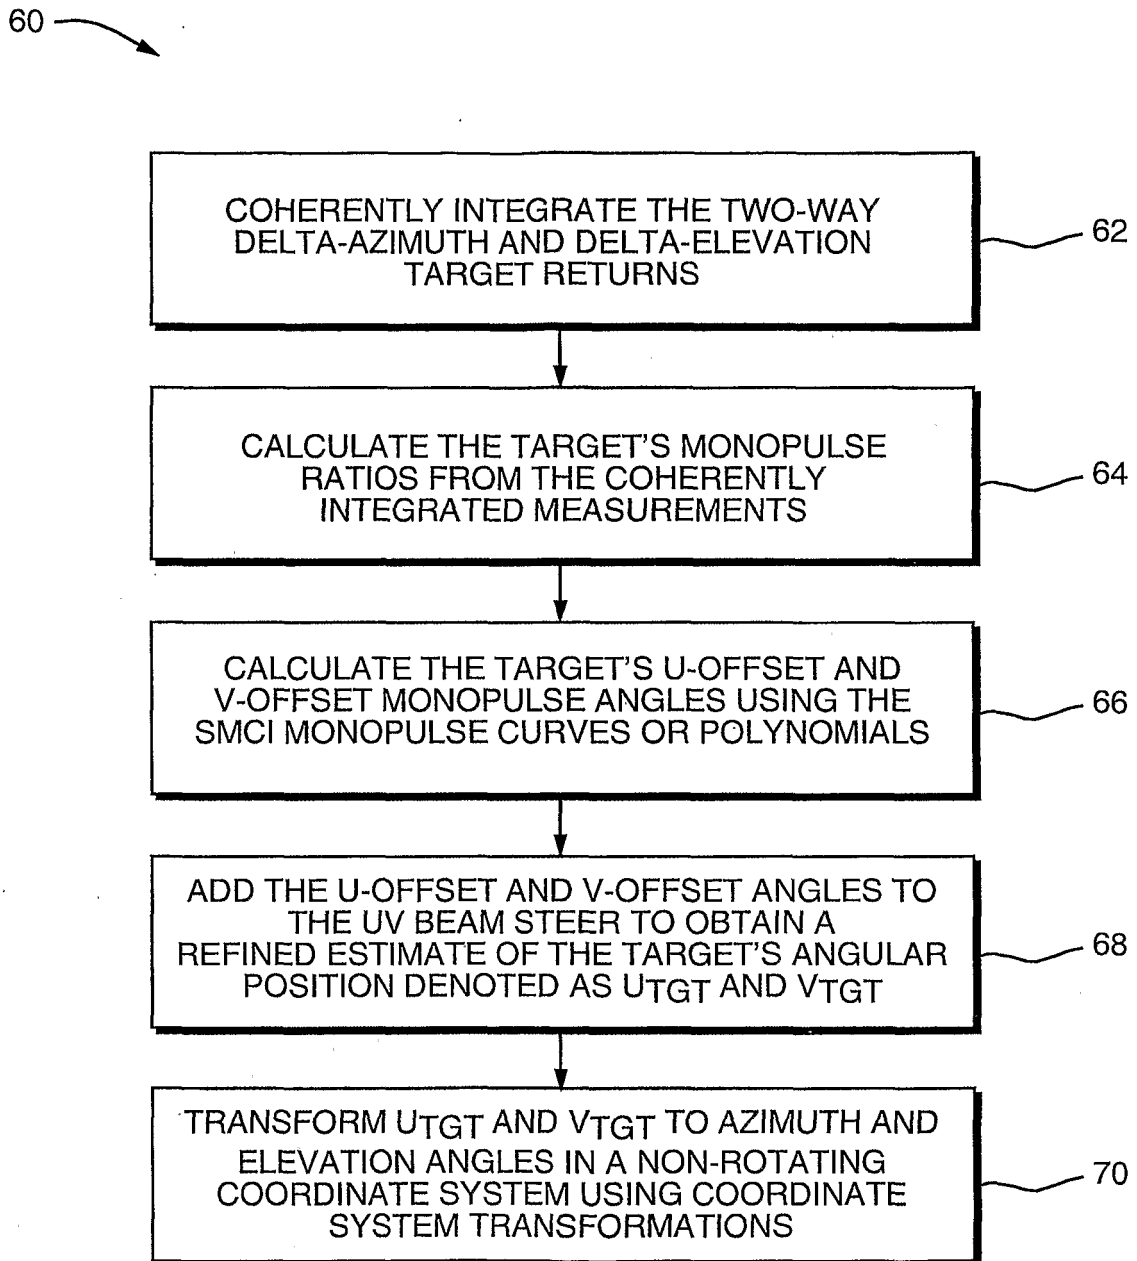 60
COHERENTLY INTEGRATE THE TWO-WAY
DELTA-AZIMUTH AND DELTA-ELEVATION
TARGET RETURNS
62
CALCULATE THE TARGET'S MONOPULSE
RATIOS FROM THE COHERENTLY
INTEGRATED MEASUREMENTS
64
CALCULATE THE TARGET'S U-OFFSET AND
V-OFFSET MONOPULSE ANGLES USING THE
SMCI MONOPULSE CURVES OR POLYNOMIALS
66
ADD THE U-OFFSET AND V-OFFSET ANGLES TO
THE UV BEAM STEER TO OBTAIN A
REFINED ESTIMATE OF THE TARGET'S ANGULAR
POSITION DENOTED AS UTGT AND VTGT
68
TRANSFORM UTGT AND VTGT TO AZIMUTH AND
ELEVATION ANGLES IN A NON-ROTATING
COORDINATE SYSTEM USING COORDINATE
SYSTEM TRANSFORMATIONS
70